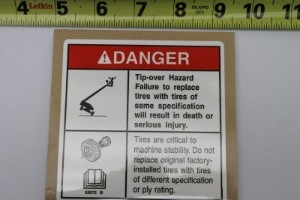 4 5 6 7 8 9 10 11
Lufkin
DANGER
Tip-over Hazard
Failure to replace
tires with tires of
same specification
will result in death or
serious injury.
Tires are critical to
machine stability. Do not
replace original factory-
installed tires with tires
of different specification
or ply rating.